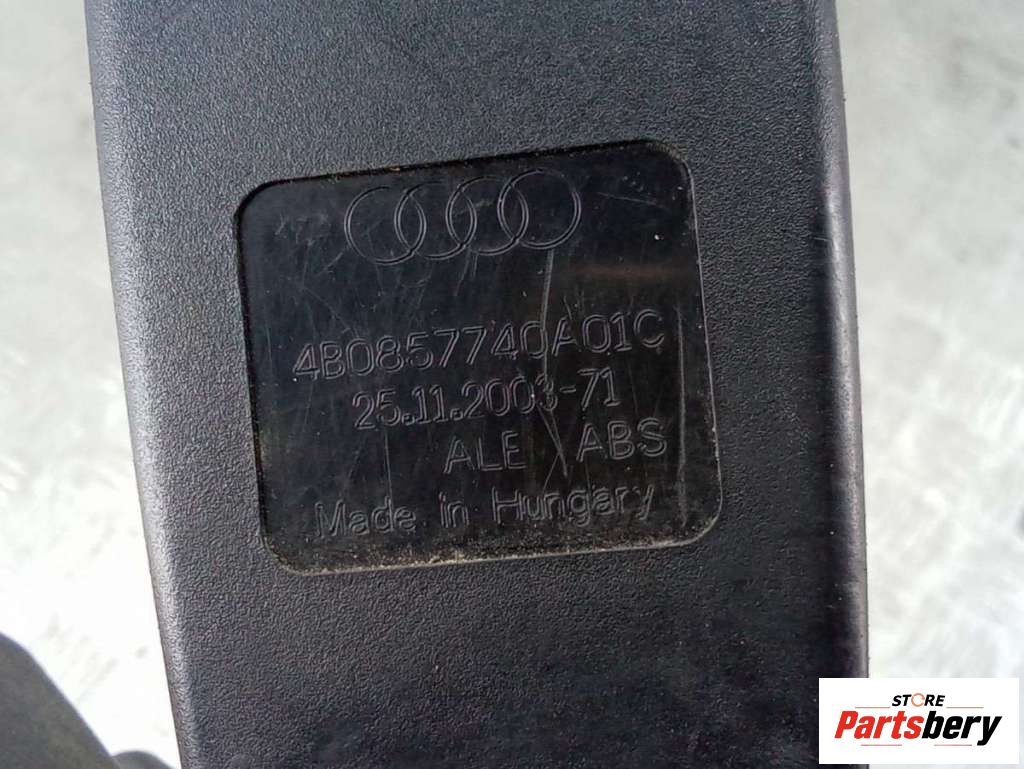 4B0857740A01C
25.11.2003-71
ALE ABS
Made in Hungary
STORE
Partsbery